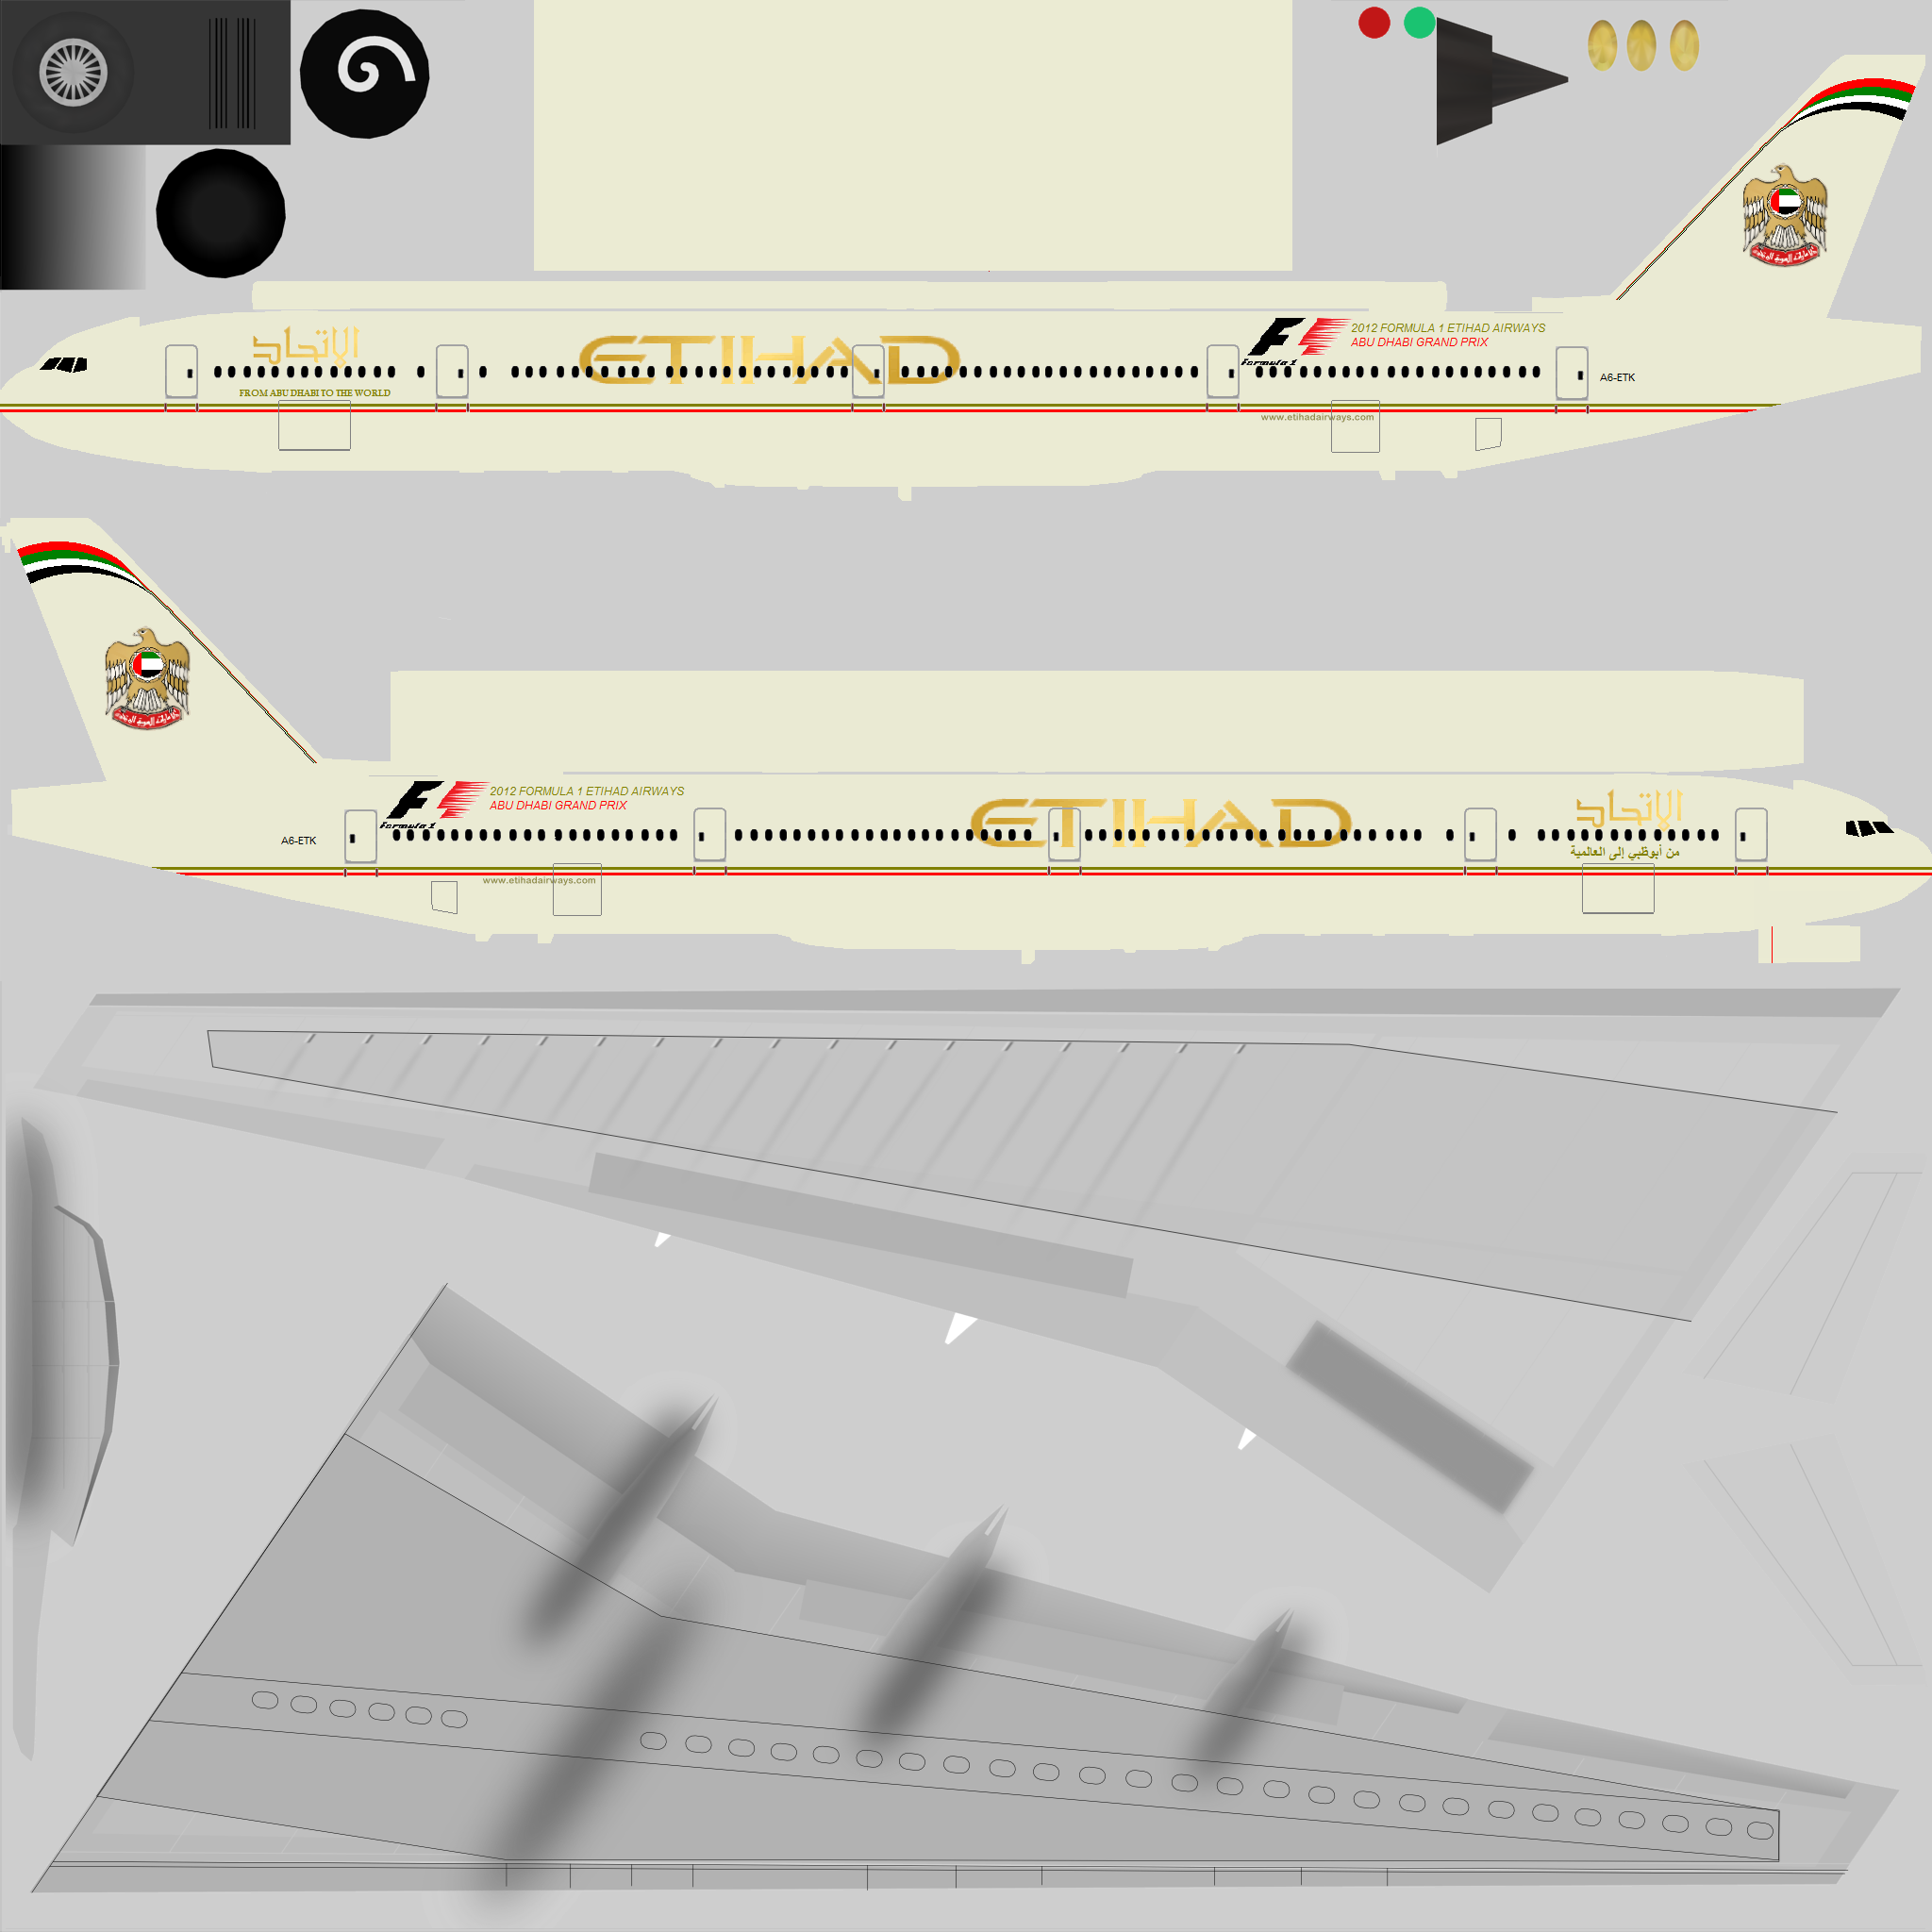 الإتحاد
FROM ABU DHABI TO THE WORLD
ETIHAD
Formula 1
2012 FORMULA 1 ETIHAD AIRWAYS
ABU DHABI GRAND PRIX
A6-ETK
www.etihadairways.com
A6-ETK
Formula 1
2012 FORMULA 1 ETIHAD AIRWAYS
ABU DHABI GRAND PRIX
www.etihadairways.com
ETIHAD
الإتحاد
من أبوظبي إلى العالمية